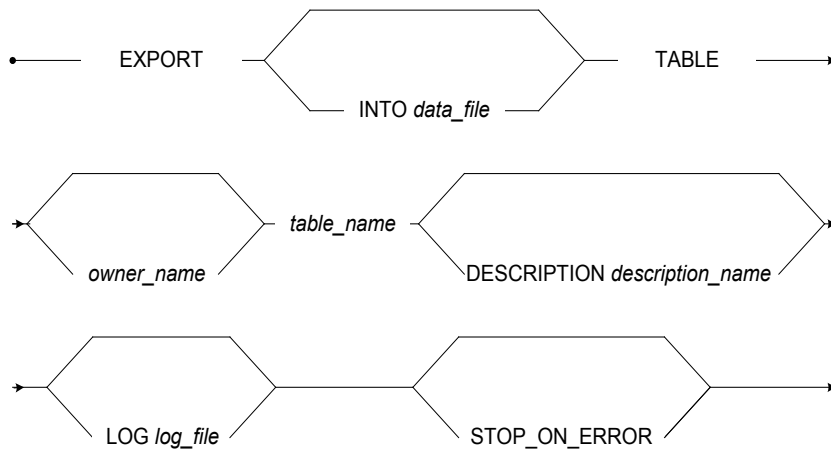 EXPORT TABLE
INTO data_file
table_name
owner_name DESCRIPTION description_name
LOG log_file STOP_ON_ERROR